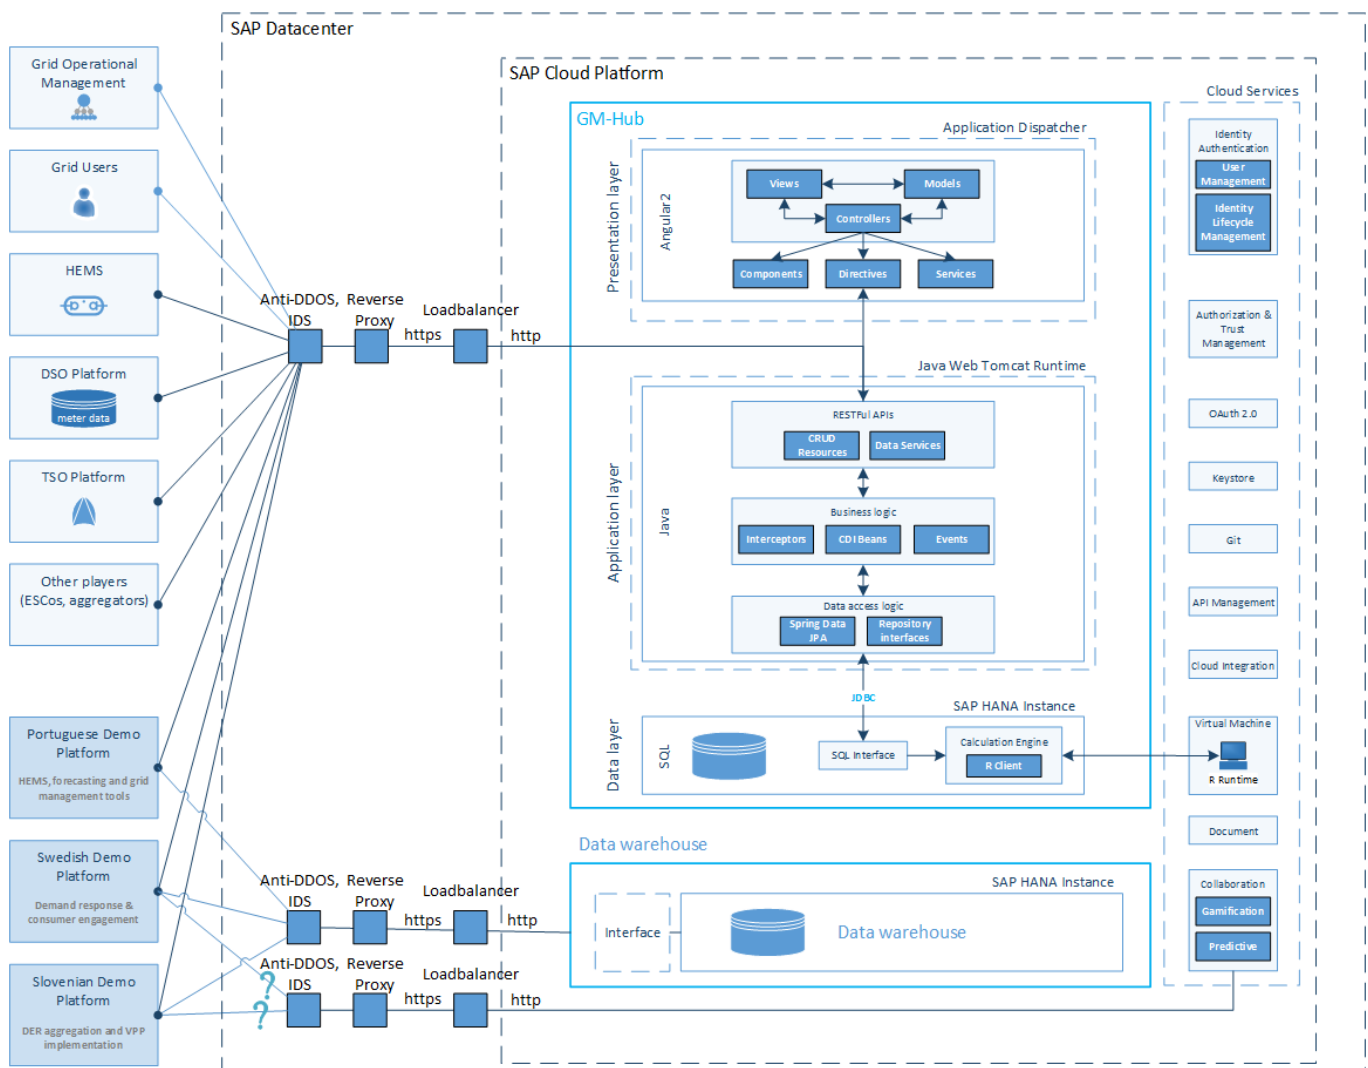 SAP Datacenter
Grid Operational
Management
Grid Users
HEMS
DSO Platform
meter data
TSO Platform
Other players
(ESCos, aggregators)
Portuguese Demo
Platform
HEMS, forecasting and grid
management tools
Swedish Demo
Platform
Demand response &
consumer engagement
Slovenian Demo
Platform
DER aggregation and VPP
implementation
Anti-DDOS,
IDS
Reverse
Proxy
https
Loadbalancer
http
Anti-DDOS,
IDS
Reverse
Proxy
https
Loadbalancer
http
Anti-DDOS,
IDS
Reverse
Proxy
https
Loadbalancer
http
?
?
SAP Cloud Platform
GM-Hub
Application Dispatcher
Presentation layer
Angular2
Views
Models
Controllers
Components
Directives
Services
Java Web Tomcat Runtime
Application layer
Java
RESTFul APIs
CRUD
Resources
Data Services
Business logic
Interceptors
CDI Beans
Events
Data access logic
Spring Data
JPA
Repository
interfaces
JDBC
SAP HANA Instance
Data layer
SQL
SQL Interface
Calculation Engine
R Client
Data warehouse
SAP HANA Instance
Interface
Data warehouse
Cloud Services
Identity
Authentication
User
Management
Identity
Lifecycle
Management
Authorization &
Trust
Management
OAuth 2.0
Keystore
Git
API Management
Cloud Integration
Virtual Machine
R Runtime
Document
Collaboration
Gamification
Predictive